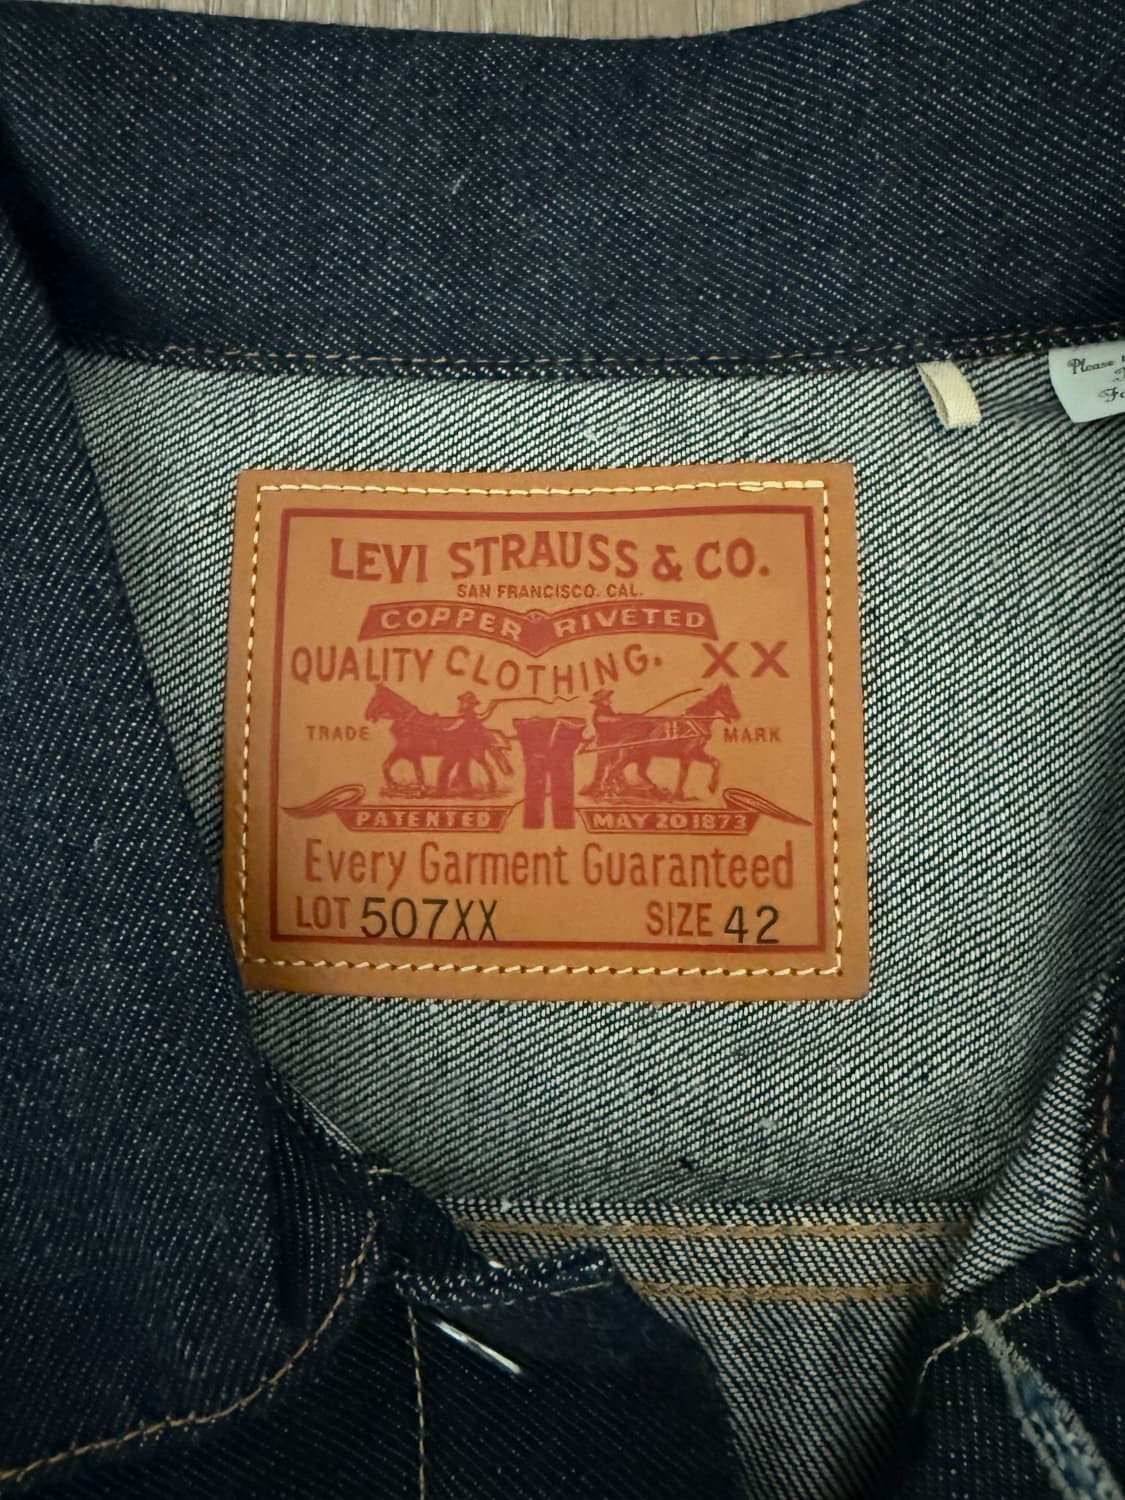 LEVI STRAUSS & CO.
SAN FRANCISCO. CAL.
COPPER RIVETED
QUALITY CLOTHING. XX
TRADE MARK
PATENTED MAY 20 1873
Every Garment Guaranteed
LOT 507XX SIZE 42
Please